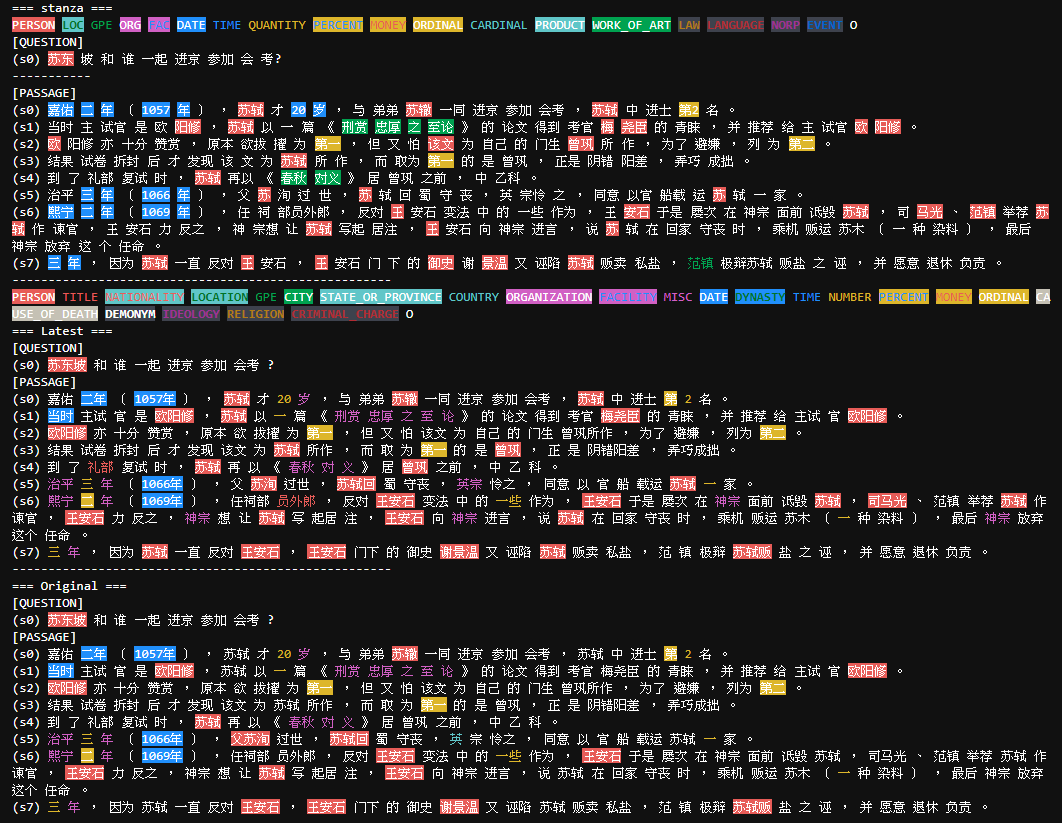 === stanza ===
PERSON LOC GPE ORG FAC DATE TIME QUANTITY PERCENT MONEY ORDINAL CARDINAL PRODUCT WORK_OF_ART LAW LANGUAGE NORP EVENT O
[QUESTION]
(s0) 苏东 坡 和 谁 一起 进京 参加 会 考?
-----------
[PASSAGE]
(s0) 嘉佑 二 年 ( 1057 年 ) , 苏轼 才 20 岁 , 与 弟弟 苏辙 一同 进京 参加 会考 , 苏轼 中 进士 第2 名 。
(s1) 当时 主 试官 是 欧 阳修 , 苏轼 以 一 篇 《 刑赏 忠厚 之 至论 》 的 论文 得到 考官 梅 尧臣 的 青睐 , 并 推荐 给 主 试官 欧 阳修 。
(s2) 欧 阳修 亦 十分 赞赏 , 原本 欲拔 擢 为 第一 , 但 又 怕 该文 为 自己 的 门生 曾巩 所 作 , 为了 避嫌 , 列 为 第二 。
(s3) 结果 试卷 拆封 后 才 发现 该 文 为 苏轼 所 作 , 而 取为 第一 的 是 曾巩 , 正是 阴错 阳差 , 弄巧 成拙 。
(s4) 到 了 礼部 复试 时 , 苏轼 再以 《 春秋 对义 》 居 曾巩 之前 , 中 乙科 。
(s5) 治平 三 年 ( 1066 年 ) , 父 苏 洵 过 世 , 苏 轼 回 蜀 守 丧 , 英 宗怜 之 , 同意 以官 船载 运 苏 轼 一 家 。
(s6) 熙宁 二 年 ( 1069 年 ) , 任 祠 部员外郎 , 反对 王 安石 变法 中 的 一些 作为 , 王 安石 于是 屡次 在 神宗 面前 诋毁 苏轼 , 司 马光 、 范镇 举荐 苏
轼 作 谏官 , 王 安石 力 反之 , 神 宗想 让 苏轼 写起 居注 , 王 安石 向 神宗 进言 , 说 苏 轼 在 回家 守丧 时 , 乘机 贩运 苏木 ( 一 种 染料 ) , 最后
神宗 放弃 这 个 任命 。
(s7) 三 年 , 因为 苏轼 一直 反对 王 安石 , 王 安石 门 下 的 御史 谢 景温 又 诬陷 苏轼 贩卖 私盐 , 范镇 极辩苏轼 贩盐 之 诬 , 并 愿意 退休 负责 。
------------------------------------------------------
PERSON TITLE NATIONALITY LOCATION GPE CITY STATE_OR_PROVINCE COUNTRY ORGANIZATION FACILITY MISC DATE DYNASTY TIME NUMBER PERCENT MONEY ORDINAL CA
USE_OF_DEATH DEMONYM IDEOLOGY RELIGION CRIMINAL_CHARGE O
=== Latest ===
[QUESTION]
(s0) 苏东坡 和 谁 一起 进京 参加 会考 ?
[PASSAGE]
(s0) 嘉佑 二年 ( 1057年 ) , 苏轼 才 20 岁 , 与 弟弟 苏辙 一同 进京 参加 会考 , 苏轼 中 进士 第 2 名 。
(s1) 当时 主试官 是 欧阳修 , 苏轼 以 一 篇 《 刑赏 忠厚 之 至 论 》 的 论文 得到 考官 梅尧臣 的 青睐 , 并 推荐 给 主试 官 欧阳修 。
(s2) 欧阳修 亦 十分 赞赏 , 原本 欲 拔擢 为 第一 , 但 又 怕 该文 为 自己 的 门生 曾巩所作 , 为了 避嫌 , 列为 第二 。
(s3) 结果 试卷 拆封 后 才 发现 该文 为 苏轼 所作 , 而 取 为 第一 的 是 曾巩 , 正 是 阴错阳差 , 弄巧成拙 。
(s4) 到 了 礼部 复试 时 , 苏轼 再 以 《 春秋 对 义 》 居 曾巩 之前 , 中 乙 科 。
(s5) 治平 三 年 ( 1066年 ) , 父 苏洵 过世 , 苏轼回 蜀 守丧 , 英宗 怜之 , 同意 以 官 船 载运 苏轼 一 家 。
(s6) 熙宁 二 年 ( 1069年 ) , 任祠部 员外郎 , 反对 王安石 变法 中 的 一些 作为 , 王安石 于是 屡次 在 神宗 面前 诋毁 苏轼 , 司马光 、 范镇 举荐 苏轼 作
谏官 , 王安石 力 反之 , 神宗 想 让 苏轼 写 起居 注 , 王安石 向 神宗 进言 , 说 苏轼 在 回家 守丧 时 , 乘机 贩运 苏木 ( 一 种 染料 ) , 最后 神宗 放弃
这个 任命 。
(s7) 三 年 , 因为 苏轼 一直 反对 王安石 , 王安石 门下 的 御史 谢景温 又 诬陷 苏轼 贩卖 私盐 , 范 镇 极辩 苏轼贩 盐 之 诬 , 并 愿意 退休 负责 。
------------------------------------------------------
=== Original ===
[QUESTION]
(s0) 苏东坡 和 谁 一起 进京 参加 会考 ?
[PASSAGE]
(s0) 嘉佑 二年 ( 1057年 ) , 苏轼 才 20 岁 , 与 弟弟 苏辙 一同 进京 参加 会考 , 苏轼 中 进士 第 2 名 。
(s1) 当时 主试 官 是 欧阳修 , 苏轼 以 一 篇 《 刑赏 忠厚 之 至 论 》 的 论文 得到 考官 梅尧臣 的 青睐 , 并 推荐 给 主试 官 欧阳修 。
(s2) 欧阳修 亦 十分 赞赏 , 原本 欲 拔擢 为 第一 , 但 又 怕 该文 为 自己 的 门生 曾巩所作 , 为了 避嫌 , 列为 第二 。
(s3) 结果 试卷 拆封 后 才 发现 该文 为 苏轼 所作 , 而 取 为 第一 的 是 曾巩 , 正 是 阴错阳差 , 弄巧成拙 。
(s4) 到 了 礼部 复试 时 , 苏轼 再 以 《 春秋 对 义 》 居 曾巩 之前 , 中 乙 科 。
(s5) 治平 三 年 ( 1066年 ) , 父苏洵 过世 , 苏轼回 蜀 守丧 , 英 宗 怜之 , 同意 以 官 船 载运 苏轼 一 家 。
(s6) 熙宁 二 年 ( 1069年 ) , 任祠部 员外郎 , 反对 王安石 变法 中 的 一些 作为 , 王安石 于是 屡次 在 神宗 面前 诋毁 苏轼 , 司马光 、 范镇 举荐 苏轼 作
谏官 , 王安石 力 反之 , 神宗 想 让 苏轼 写 起居 注 , 王安石 向 神宗 进言 , 说 苏轼 在 回家 守丧 时 , 乘机 贩运 苏木 ( 一 种 染料 ) , 最后 神宗 放弃
这个 任命 。
(s7) 三 年 , 因为 苏轼 一直 反对 王安石 , 王安石 门下 的 御史 谢景温 又 诬陷 苏轼 贩卖 私盐 , 范 镇 极辩 苏轼贩 盐 之 诬 , 并 愿意 退休 负责 。